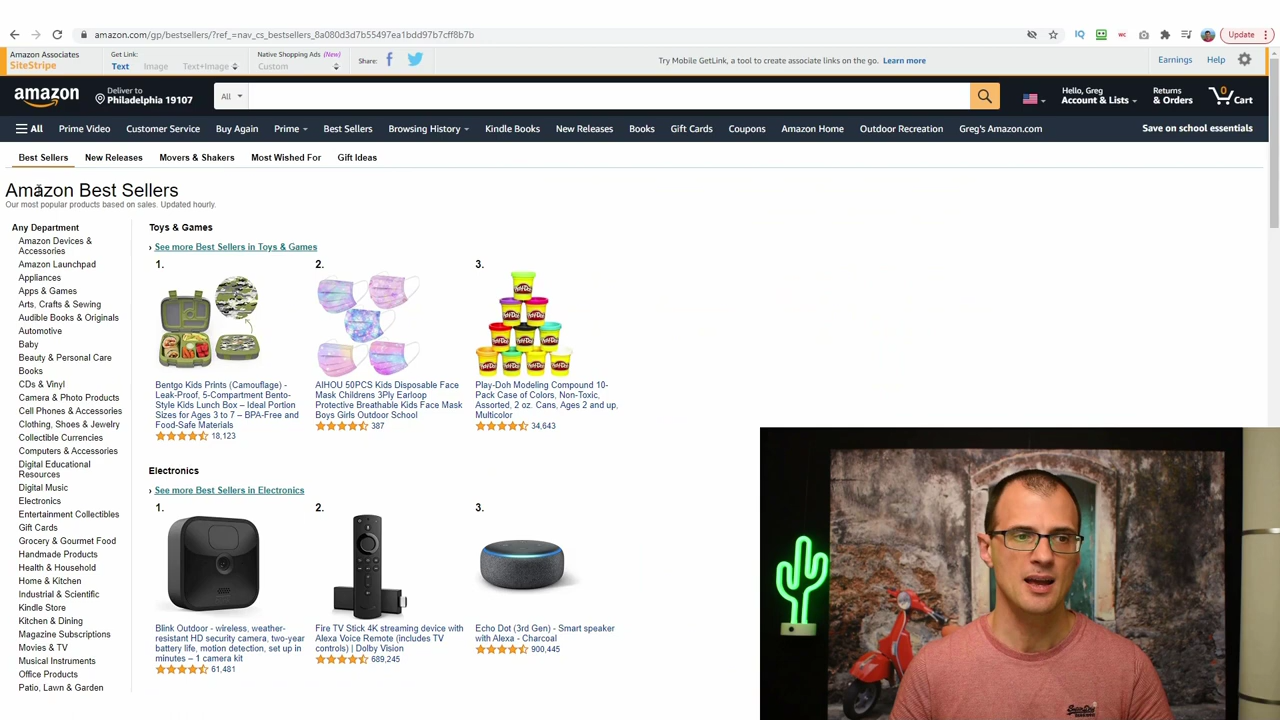 amazon.com/gp/bestsellers/?ref_=nav_cs_bestsellers_8a080d3d7b55497ea1bdd97b7cff8b7b
IQ
Update
Amazon Associates
SiteStripe
Get Link:
Text
Image
Text+Image
Native Shopping Ads (New)
Custom
Share:
Try Mobile GetLink, a tool to create associate links on the go. Learn more
Earnings
Help
amazon
Deliver to
Philadelphia 19107
All
Hello, Greg
Account & Lists
Returns
& Orders
0
Cart
All
Prime Video
Customer Service
Buy Again
Prime
Best Sellers
Browsing History
Kindle Books
New Releases
Books
Gift Cards
Coupons
Amazon Home
Outdoor Recreation
Greg's Amazon.com
Save on school essentials
Best Sellers
New Releases
Movers & Shakers
Most Wished For
Gift Ideas
Amazon Best Sellers
Our most popular products based on sales. Updated hourly.
Any Department
Amazon Devices &
Accessories
Amazon Launchpad
Appliances
Apps & Games
Arts, Crafts & Sewing
Audible Books & Originals
Automotive
Baby
Beauty & Personal Care
Books
CDs & Vinyl
Camera & Photo Products
Cell Phones & Accessories
Clothing, Shoes & Jewelry
Collectible Currencies
Computers & Accessories
Digital Educational
Resources
Digital Music
Electronics
Entertainment Collectibles
Gift Cards
Grocery & Gourmet Food
Handmade Products
Health & Household
Home & Kitchen
Industrial & Scientific
Kindle Store
Kitchen & Dining
Magazine Subscriptions
Movies & TV
Musical Instruments
Office Products
Patio, Lawn & Garden
Toys & Games
› See more Best Sellers in Toys & Games
1.
Bentgo Kids Prints (Camouflage) -
Leak-Proof, 5-Compartment Bento-
Style Kids Lunch Box – Ideal Portion
Sizes for Ages 3 to 7 – BPA-Free and
Food-Safe Materials
18,123
2.
AIHOU 50PCS Kids Disposable Face
Mask Childrens 3Ply Earloop
Protective Breathable Kids Face Mask
Boys Girls Outdoor School
387
3.
Play-Doh
Play-Doh Modeling Compound 10-
Pack Case of Colors, Non-Toxic,
Assorted, 2 oz. Cans, Ages 2 and up,
Multicolor
34,643
Electronics
› See more Best Sellers in Electronics
1.
Blink Outdoor - wireless, weather-
resistant HD security camera, two-year
battery life, motion detection, set up in
minutes – 1 camera kit
61,481
2.
Fire TV Stick 4K streaming device with
Alexa Voice Remote (includes TV
controls) | Dolby Vision
689,245
3.
Echo Dot (3rd Gen) - Smart speaker
with Alexa - Charcoal
900,445